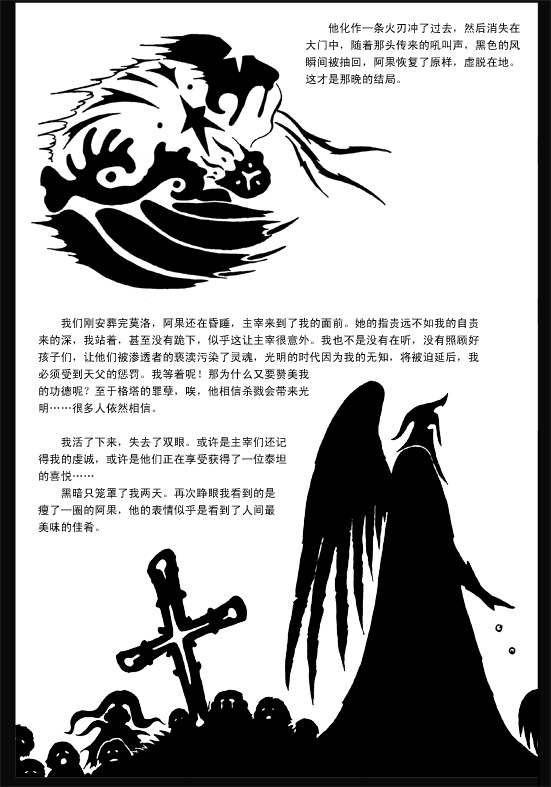 他化作一条火刃冲了过去，然后消失在
大门中，随着那头传来的吼叫声，黑色的风
瞬间被抽回，阿果恢复了原样，虚脱在地。
这才是那晚的结局。
我们刚安葬完莫洛，阿果还在昏睡，主宰来到了我的面前。她的指责远不如我的自责
来的深，我站着，甚至没有跪下，似乎这让主宰很意外。我也不是没有在听，没有照顾好
孩子们，让他们被渗透者的亵渎污染了灵魂，光明的时代因为我的无知，将被迫延后，我
必须受到天父的惩罚。我等着呢！那为什么又要赞美我
的功德呢？至于格塔的罪孽，唉，他相信杀戮会带来光
明……很多人依然相信。
我活了下来，失去了双眼。或许是主宰们还记
得我的虔诚，或许是他们正在享受获得了一位泰坦
的喜悦……
黑暗只笼罩了我两天。再次睁眼我看到的是
瘦了一圈的阿果，他的表情似乎是看到了人间最
美味的佳肴。